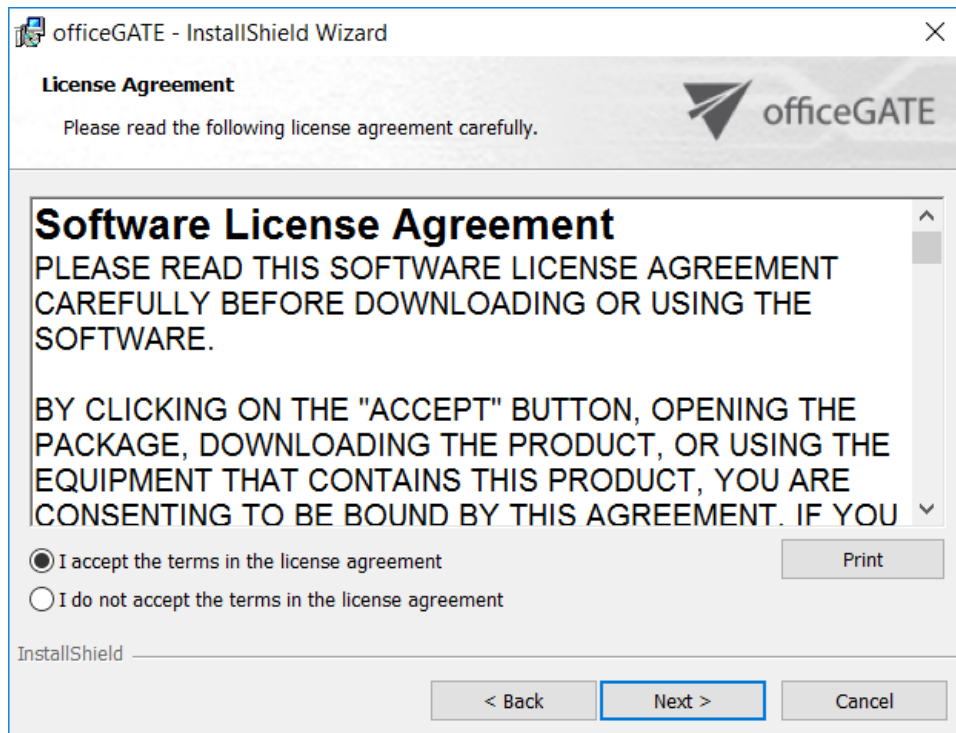 officeGATE - InstallShield Wizard
License Agreement
Please read the following license agreement carefully.
officeGATE
Software License Agreement
PLEASE READ THIS SOFTWARE LICENSE AGREEMENT
CAREFULLY BEFORE DOWNLOADING OR USING THE
SOFTWARE.
BY CLICKING ON THE "ACCEPT" BUTTON, OPENING THE
PACKAGE, DOWNLOADING THE PRODUCT, OR USING THE
EQUIPMENT THAT CONTAINS THIS PRODUCT, YOU ARE
CONSENTING TO BE BOUND BY THIS AGREEMENT. IF YOU
I accept the terms in the license agreement
Print
I do not accept the terms in the license agreement
InstallShield
< Back
Next >
Cancel